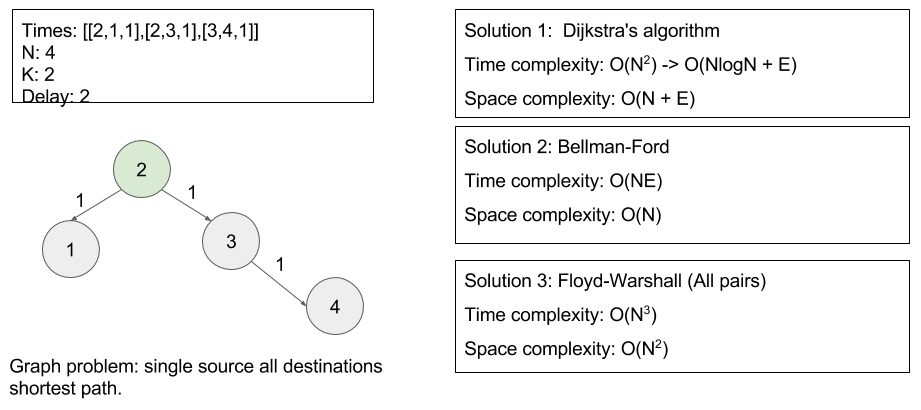 Times: [[2,1,1],[2,3,1],[3,4,1]]
N: 4
K: 2
Delay: 2
2
1
1
1
3
1
4
Graph problem: single source all destinations
shortest path.
Solution 1:  Dijkstra's algorithm
Time complexity: O(N²) -> O(NlogN + E)
Space complexity: O(N + E)
Solution 2: Bellman-Ford
Time complexity: O(NE)
Space complexity: O(N)
Solution 3: Floyd-Warshall (All pairs)
Time complexity: O(N³)
Space complexity: O(N²)